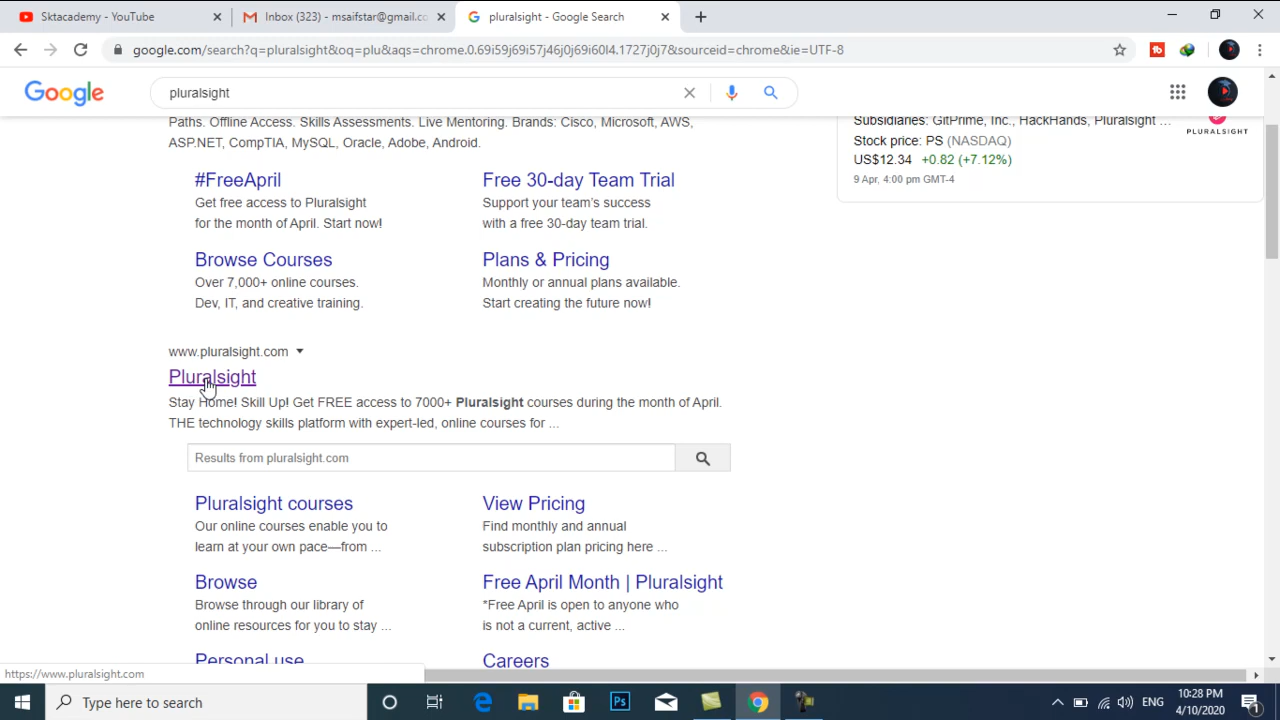 Sktacademy - YouTube
Inbox (323) - msaifstar@gmail.co
pluralsight - Google Search
google.com/search?q=pluralsight&oq=plu&aqs=chrome.0.69i59j69i57j46j0j69i60l4.1727j0j7&sourceid=chrome&ie=UTF-8
Google
pluralsight
Paths. Offline Access. Skills Assessments. Live Mentoring. Brands: Cisco, Microsoft, AWS,
ASP.NET, CompTIA, MySQL, Oracle, Adobe, Android.
Subsidiaries: GitPrime, Inc., HackHands, Pluralsight ...
PLURALSIGHT
Stock price: PS (NASDAQ)
US$12.34 +0.82 (+7.12%)
9 Apr, 4:00 pm GMT-4
#FreeApril
Get free access to Pluralsight
for the month of April. Start now!
Free 30-day Team Trial
Support your team's success
with a free 30-day team trial.
Browse Courses
Over 7,000+ online courses.
Dev, IT, and creative training.
Plans & Pricing
Monthly or annual plans available.
Start creating the future now!
www.pluralsight.com
Pluralsight
Stay Home! Skill Up! Get FREE access to 7000+ Pluralsight courses during the month of April.
THE technology skills platform with expert-led, online courses for ...
Results from pluralsight.com
Pluralsight courses
Our online courses enable you to
learn at your own pace—from ...
View Pricing
Find monthly and annual
subscription plan pricing here ...
Browse
Browse through our library of
online resources for you to stay ...
Free April Month | Pluralsight
*Free April is open to anyone who
is not a current, active ...
Personal use
Careers
https://www.pluralsight.com
Type here to search
Ps
ENG
10:28 PM
4/10/2020
1